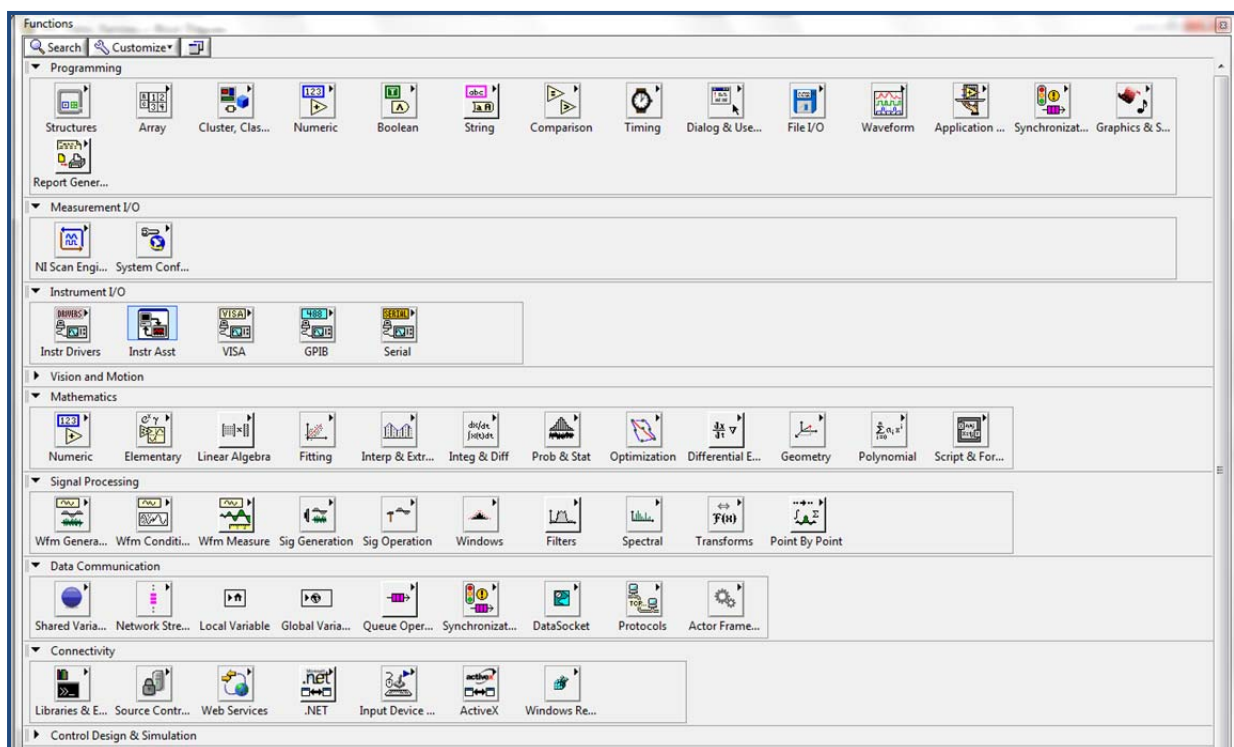 Functions
Search Customize
Programming
Structures Array Cluster, Clas... Numeric Boolean String Comparison Timing Dialog & Use... File I/O Waveform Application ... Synchronizat... Graphics & S...
Report Gener...
Measurement I/O
NI Scan Engi... System Conf...
Instrument I/O
Instr Drivers Instr Asst VISA GPIB Serial
Vision and Motion
Mathematics
Numeric Elementary Linear Algebra Fitting Interp & Extr... Integ & Diff Prob & Stat Optimization Differential E... Geometry Polynomial Script & For...
Signal Processing
Wfm Genera... Wfm Conditi... Wfm Measure Sig Generation Sig Operation Windows Filters Spectral Transforms Point By Point
Data Communication
Shared Varia... Network Stre... Local Variable Global Varia... Queue Oper... Synchronizat... DataSocket Protocols Actor Frame...
Connectivity
Libraries & E... Source Contr... Web Services .NET Input Device ... ActiveX Windows Re...
Control Design & Simulation